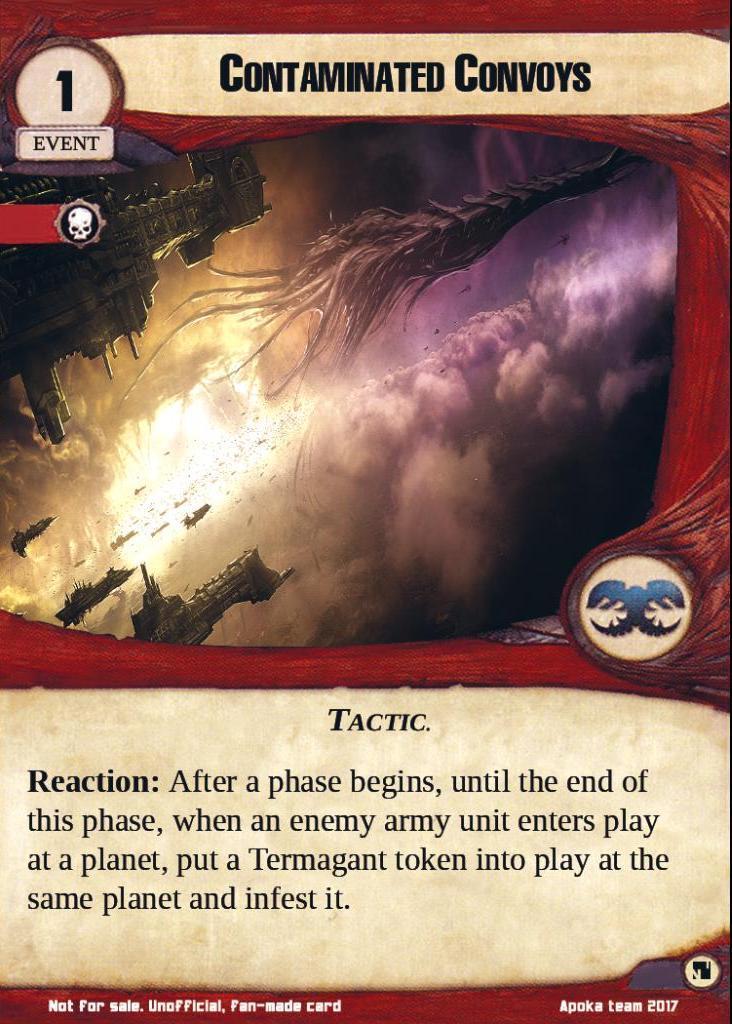 1
Contaminated Convoys
EVENT
Tactic.
Reaction: After a phase begins, until the end of
this phase, when an enemy army unit enters play
at a planet, put a Termagant token into play at the
same planet and infest it.
Not for sale. Unofficial, fan-made card
Apoka team 2017